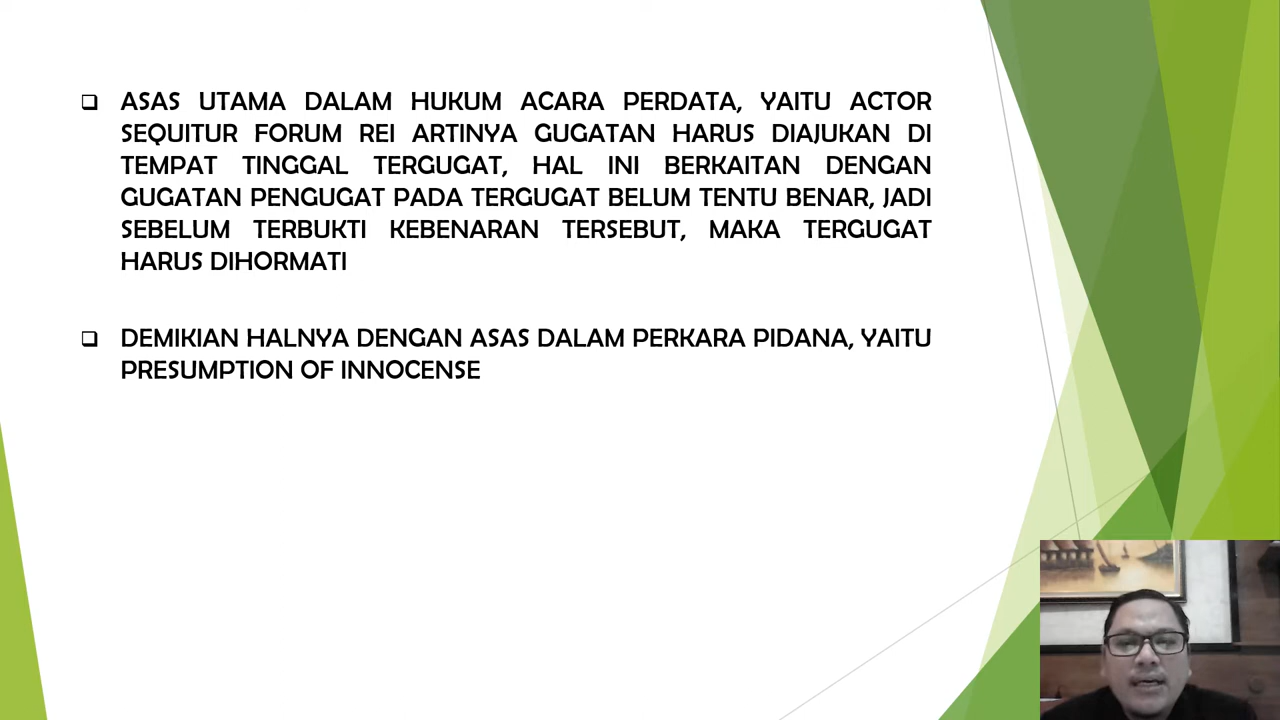 ASAS UTAMA DALAM HUKUM ACARA PERDATA, YAITU ACTOR
SEQUITUR FORUM REI ARTINYA GUGATAN HARUS DIAJUKAN DI
TEMPAT TINGGAL TERGUGAT, HAL INI BERKAITAN DENGAN
GUGATAN PENGUGAT PADA TERGUGAT BELUM TENTU BENAR, JADI
SEBELUM TERBUKTI KEBENARAN TERSEBUT, MAKA TERGUGAT
HARUS DIHORMATI
DEMIKIAN HALNYA DENGAN ASAS DALAM PERKARA PIDANA, YAITU
PRESUMPTION OF INNOCENSE